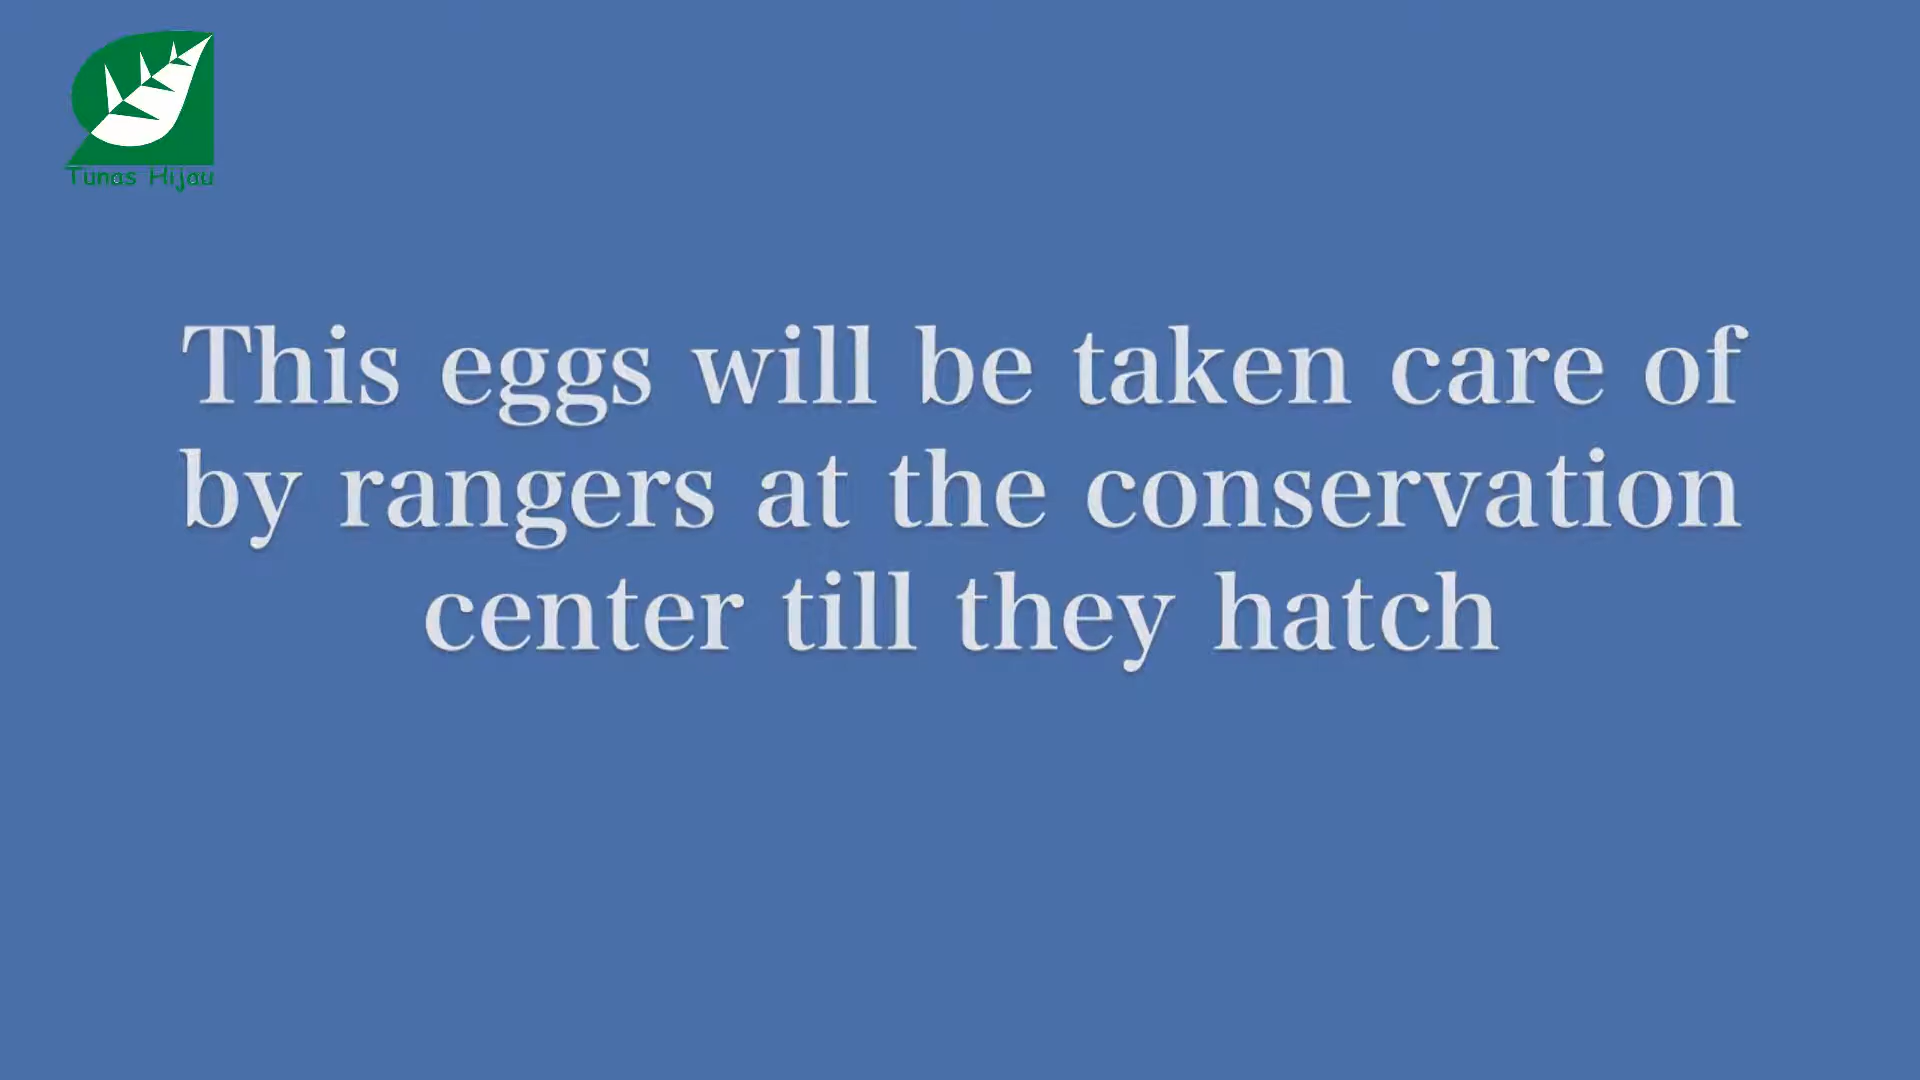 Tunas Hijau
This eggs will be taken care of
by rangers at the conservation
center till they hatch